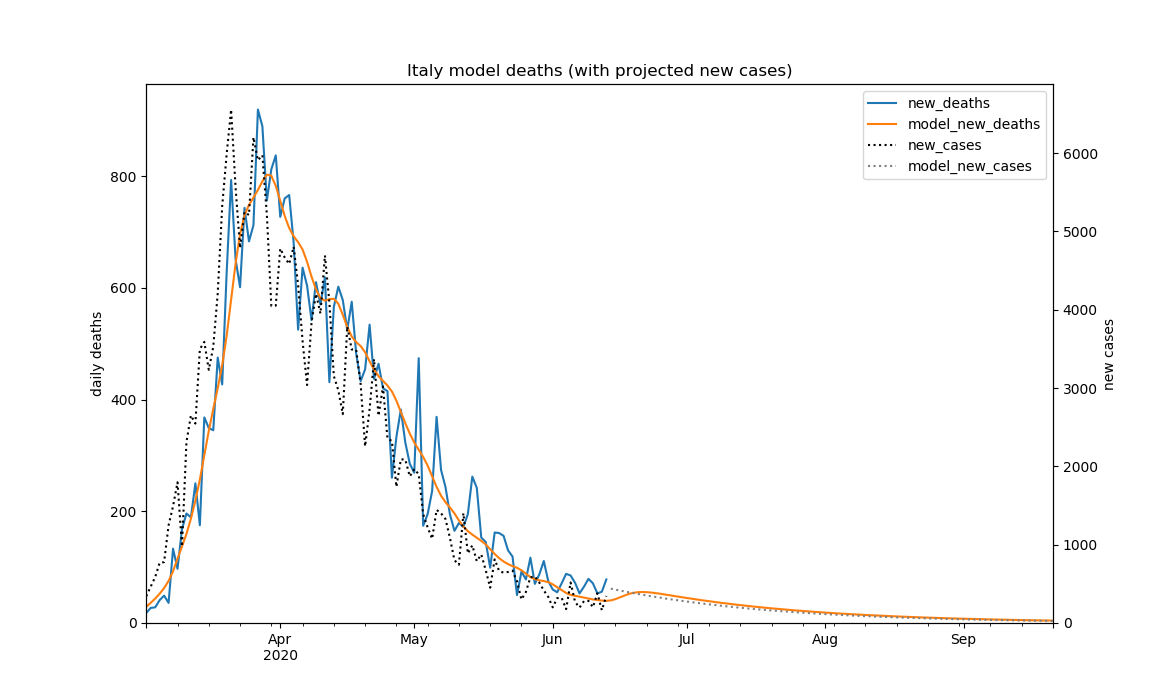 Italy model deaths (with projected new cases)
new_deaths
model_new_deaths
new_cases
model_new_cases
800
600
400
200
0
daily deaths
6000
5000
4000
3000
2000
1000
0
new cases
Apr
2020
May
Jun
Jul
Aug
Sep